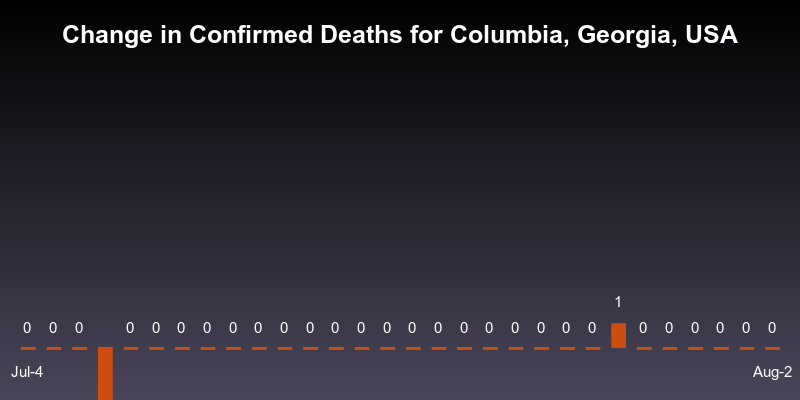 Change in Confirmed Deaths for Columbia, Georgia, USA
1
0 0 0 0 0 0 0 0 0 0 0 0 0 0 0 0 0 0 0 0 0 0 0 0 0 0 0 0
Jul-4 Aug-2